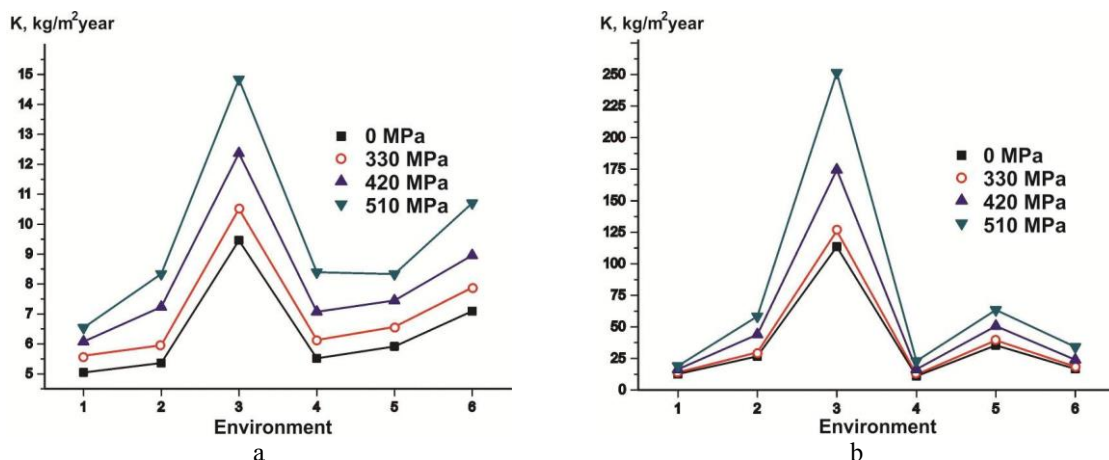 K, kg/m²year
15
14
13
12
11
10
9
8
7
6
5
0 MPa
330 MPa
420 MPa
510 MPa
1 2 3 4 5 6
Environment
a
K, kg/m²year
250
225
200
175
150
125
100
75
50
25
0
0 MPa
330 MPa
420 MPa
510 MPa
1 2 3 4 5 6
Environment
b